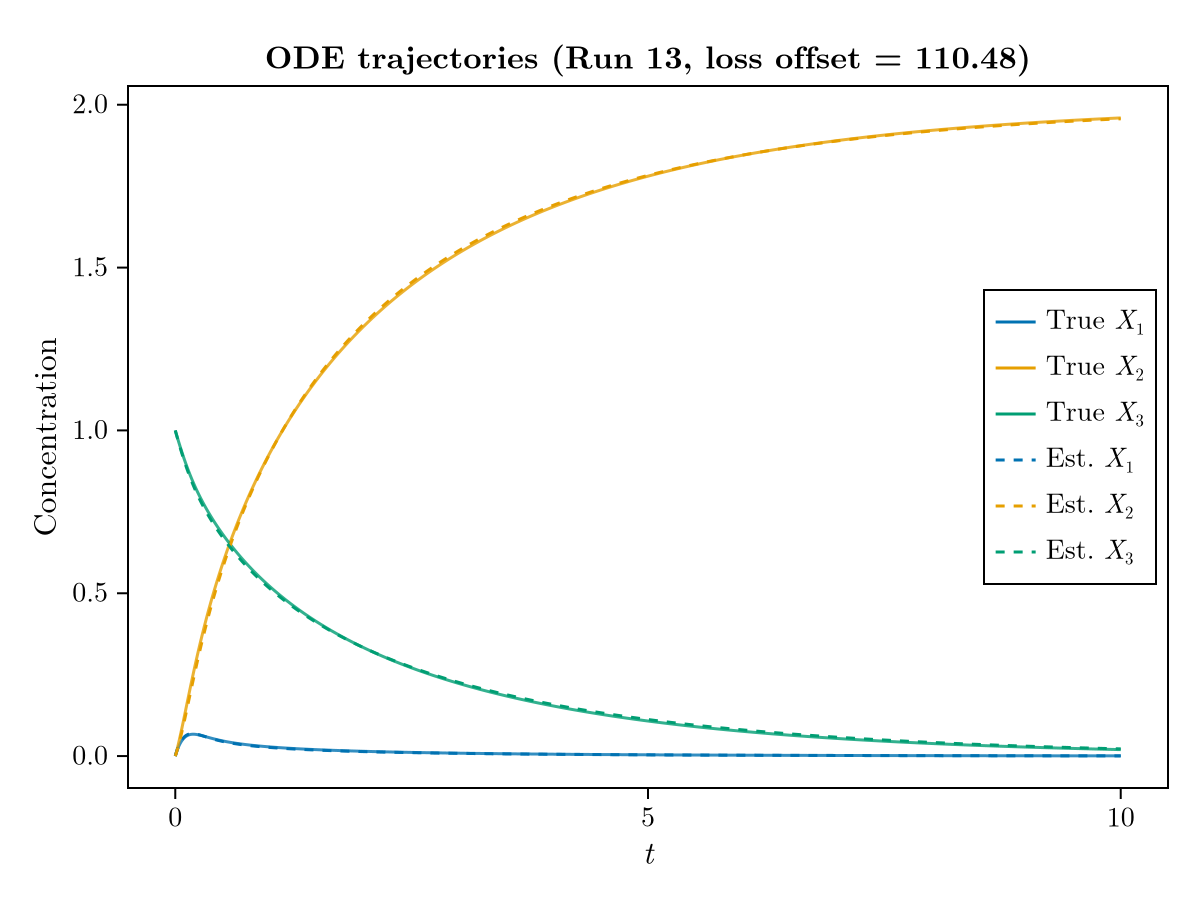 ODE trajectories (Run 13, loss offset = 110.48)
2.0
1.5
1.0
0.5
0.0
Concentration
True X₁
True X₂
True X₃
Est. X₁
Est. X₂
Est. X₃
0
5
10
t